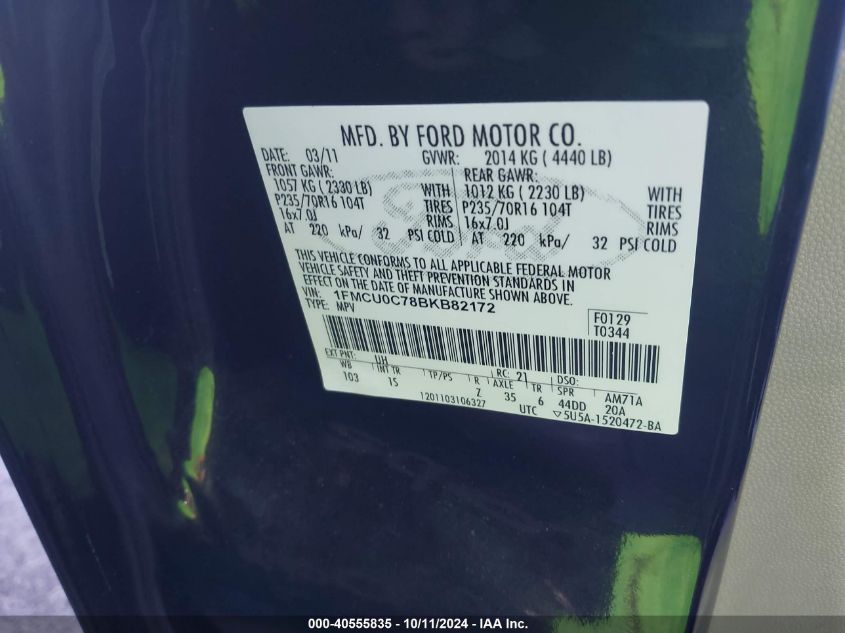 MFD. BY FORD MOTOR CO.
DATE: 03/11 GVWR: 2014 KG ( 4440 LB)
FRONT GAWR: REAR GAWR:
1057 KG ( 2330 LB) WITH 1012 KG ( 2230 LB) WITH
P235/70R16 104T TIRES P235/70R16 104T TIRES
16x7.0J RIMS 16x7.0J RIMS
AT 220 kPa/ 32 PSI COLD AT 220 kPa/ 32 PSI COLD
Ford
THIS VEHICLE CONFORMS TO ALL APPLICABLE FEDERAL MOTOR
VEHICLE SAFETY AND THEFT PREVENTION STANDARDS IN
EFFECT ON THE DATE OF MANUFACTURE SHOWN ABOVE.
VIN: 1FMCU0C78BKB82172
TYPE: MPV
F0129
T0344
EXT PNT: UH RC: 21 DSO:
WB INT TR TP/PS R AXLE TR SPR AM71A
103 15 Z 35 6 44DD 20A
1201103106327 UTC ▽5U5A-1520472-BA
000-40555835 - 10/11/2024 - IAA Inc.